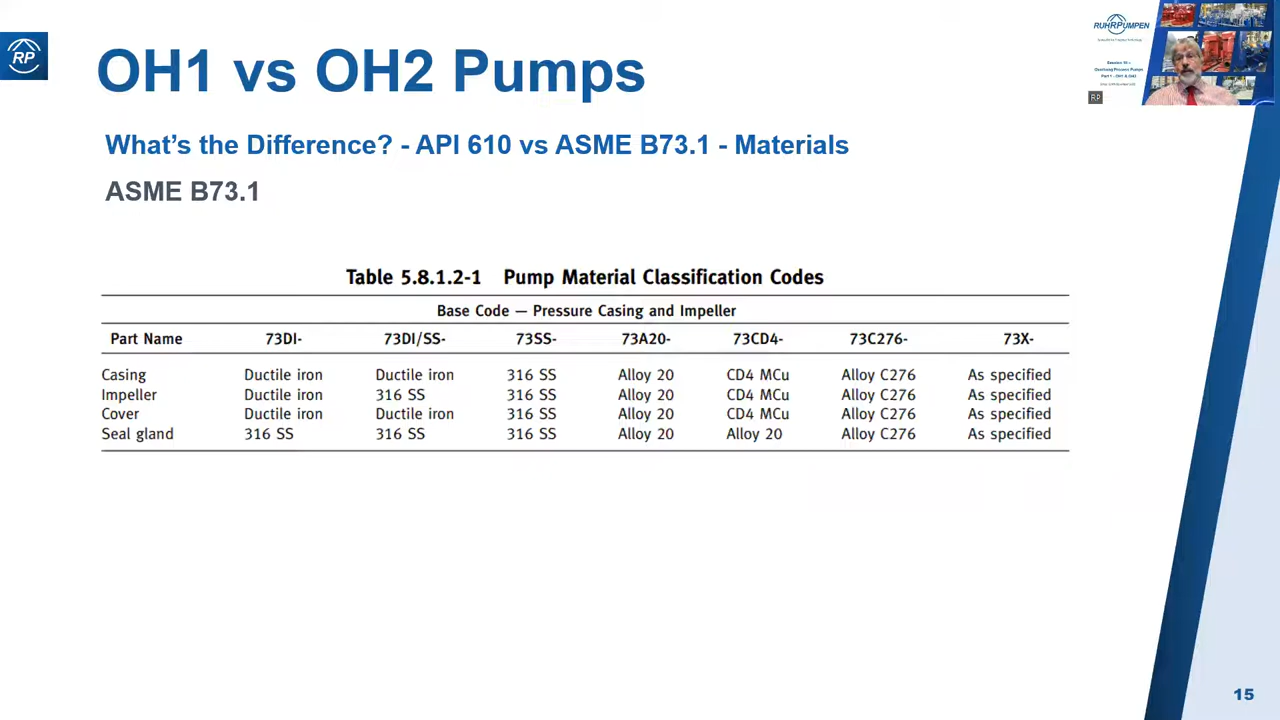 RP
OH1 vs OH2 Pumps
What's the Difference? - API 610 vs ASME B73.1 - Materials
ASME B73.1
Table 5.8.1.2-1 Pump Material Classification Codes
Base Code — Pressure Casing and Impeller
Part Name 73DI- 73DI/SS- 73SS- 73A20- 73CD4- 73C276- 73X-
Casing Ductile iron Ductile iron 316 SS Alloy 20 CD4 MCu Alloy C276 As specified
Impeller Ductile iron 316 SS 316 SS Alloy 20 CD4 MCu Alloy C276 As specified
Cover Ductile iron Ductile iron 316 SS Alloy 20 CD4 MCu Alloy C276 As specified
Seal gland 316 SS 316 SS 316 SS Alloy 20 Alloy 20 Alloy C276 As specified
RUHRPUMPEN
Overhung Process Pumps
RP
15